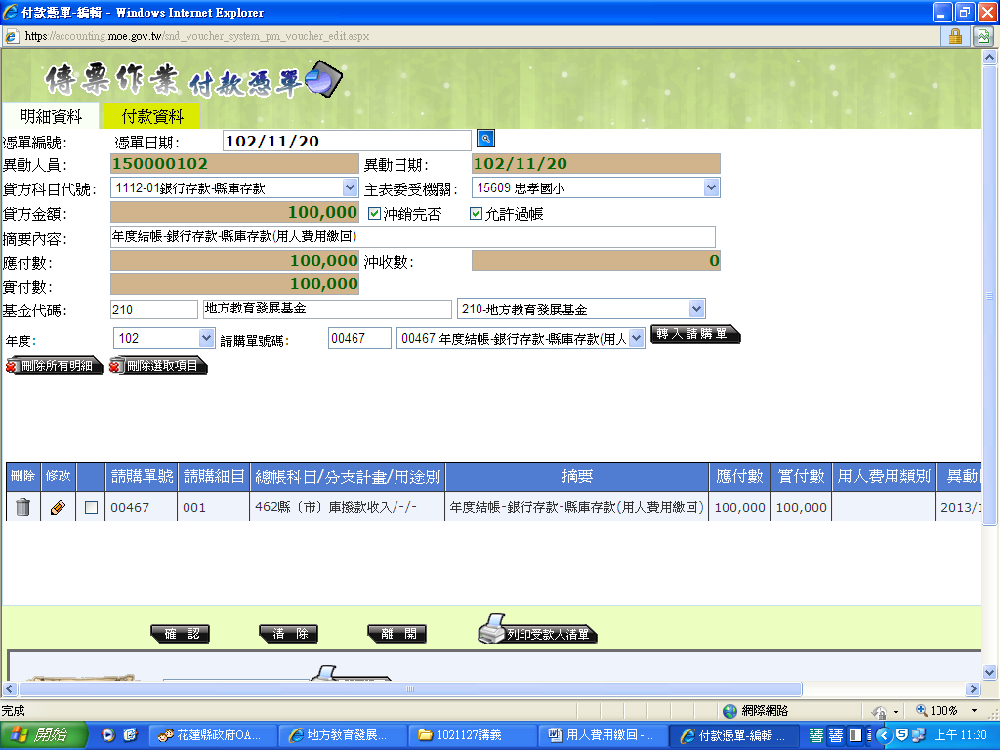 付款憑單-編輯 - Windows Internet Explorer
https://accounting.moe.gov.tw/snd_voucher_system_pm_voucher_edit.aspx
傳票作業 付款憑單
明細資料 付款資料
憑單編號: 憑單日期: 102/11/20
異動人員: 150000102 異動日期: 102/11/20
貸方科目代號: 1112-01銀行存款-縣庫存款 主表委受機關: 15609 忠孝國小
貸方金額: 100,000 沖銷完否 允許過帳
摘要內容: 年度結帳-銀行存款-縣庫存款(用人費用繳回)
應付數: 100,000 沖收數: 0
實付數: 100,000
基金代碼: 210 地方教育發展基金 210-地方教育發展基金
年度: 102 請購單號碼: 00467 00467 年度結帳-銀行存款-縣庫存款(用人 轉入請購單
刪除所有明細 刪除選取項目
刪除 修改 請購單號 請購細目 總帳科目/分支計畫/用途別 摘要 應付數 實付數 用人費用類別 異動
00467 001 462縣〔市〕庫撥款收入/-/- 年度結帳-銀行存款-縣庫存款(用人費用繳回) 100,000 100,000 2013/1
確認 清除 離開 列印受款人清單
完成 網際網路 100%
開始 花蓮縣政府OA... 地方教育發展... 1021127講義 用人費用繳回 -... 付款憑單-編輯 ... 上午 11:30